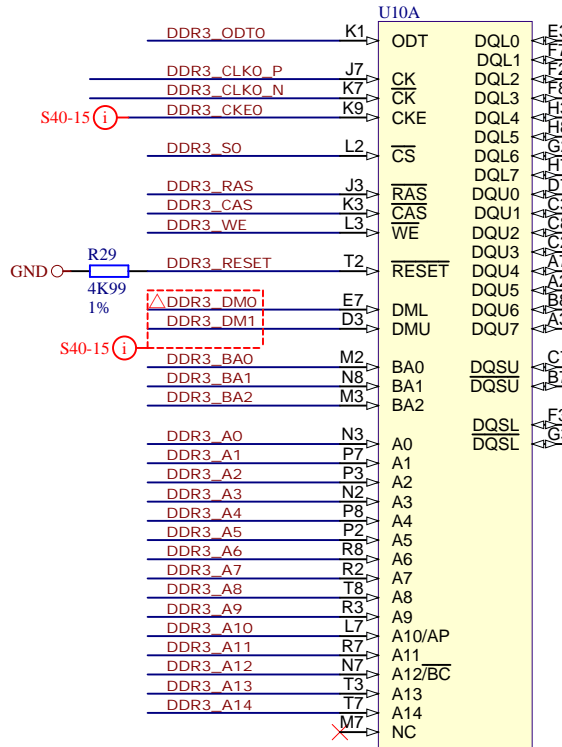 U10A
DDR3_ODT0 K1 ODT DQL0 E3
DQL1
DDR3_CLK0_P J7 CK DQL2
DDR3_CLK0_N K7 CK DQL3
S40-15 i DDR3_CKE0 K9 CKE DQL4
DQL5
DDR3_S0 L2 CS DQL6
DQL7
DDR3_RAS J3 RAS DQU0
DDR3_CAS K3 CAS DQU1
DDR3_WE L3 WE DQU2
DQU3
GND R29 DDR3_RESET T2 RESET DQU4
4K99 DQU5
1% DDR3_DM0 E7 DML DQU6
DDR3_DM1 D3 DMU DQU7
S40-15 i
DDR3_BA0 M2 BA0 DQSU
DDR3_BA1 N8 BA1 DQSU
DDR3_BA2 M3 BA2
DQSL F3
DDR3_A0 N3 A0 DQSL
DDR3_A1 P7 A1
DDR3_A2 P3 A2
DDR3_A3 N2 A3
DDR3_A4 P8 A4
DDR3_A5 P2 A5
DDR3_A6 R8 A6
DDR3_A7 R2 A7
DDR3_A8 T8 A8
DDR3_A9 R3 A9
DDR3_A10 L7 A10/AP
DDR3_A11 R7 A11
DDR3_A12 N7 A12/BC
DDR3_A13 T3 A13
DDR3_A14 T7 A14
M7 NC